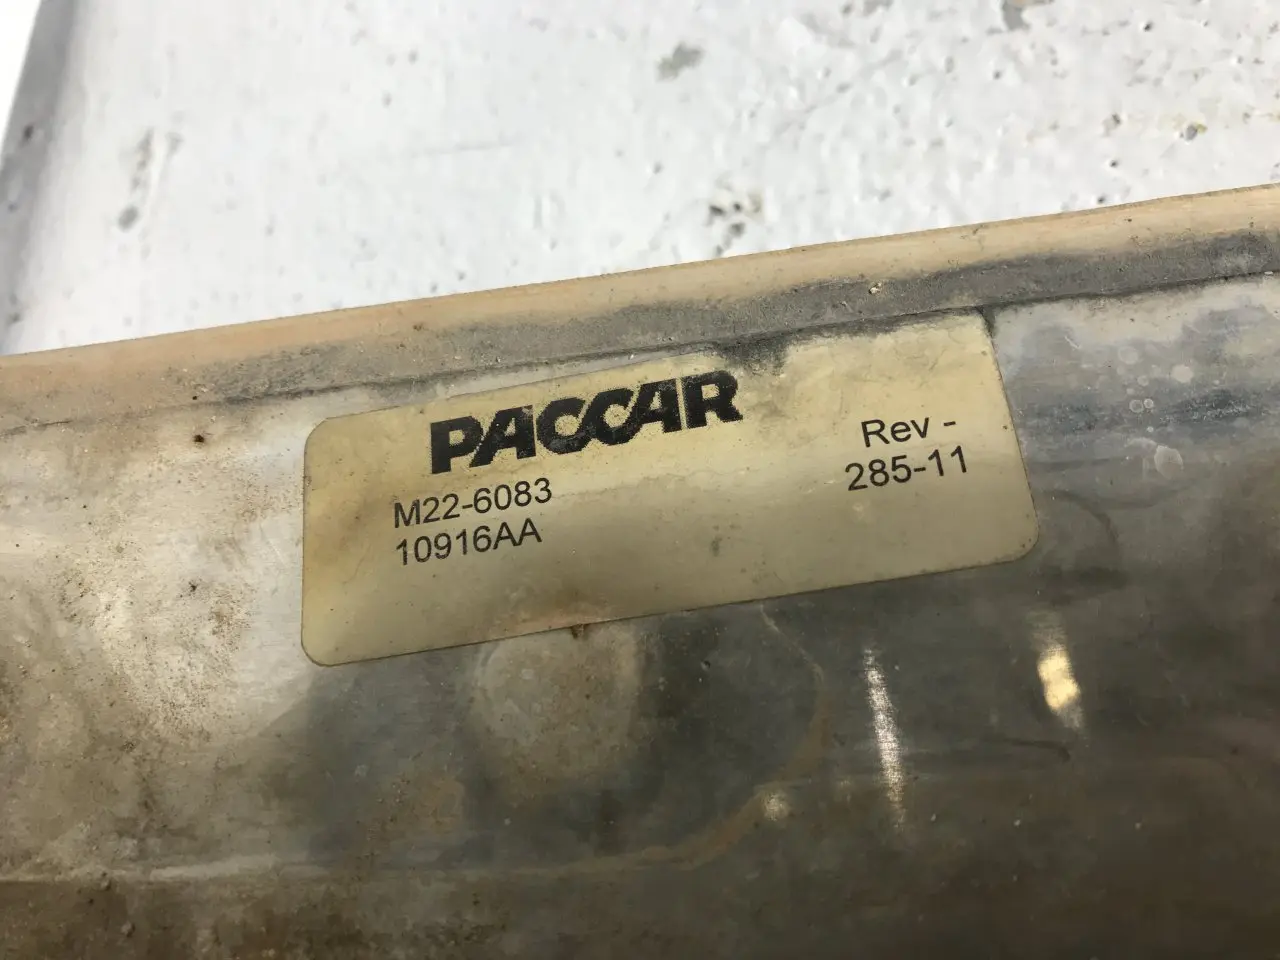 PACCAR
M22-6083
10916AA
Rev -
285-11